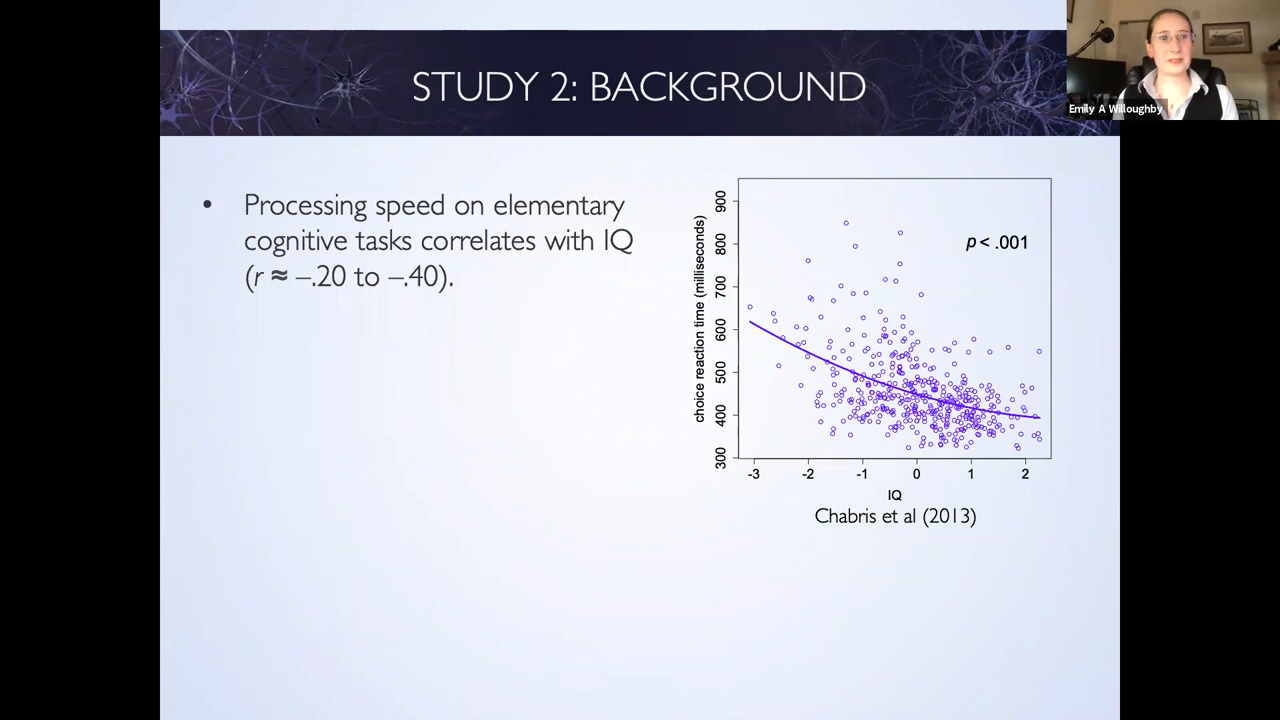 STUDY 2: BACKGROUND
Emily A Willoughby
• Processing speed on elementary
cognitive tasks correlates with IQ
(r ≈ –.20 to –.40).
choice reaction time (milliseconds)
900
800
700
600
500
400
300
p < .001
-3 -2 -1 0 1 2
IQ
Chabris et al (2013)